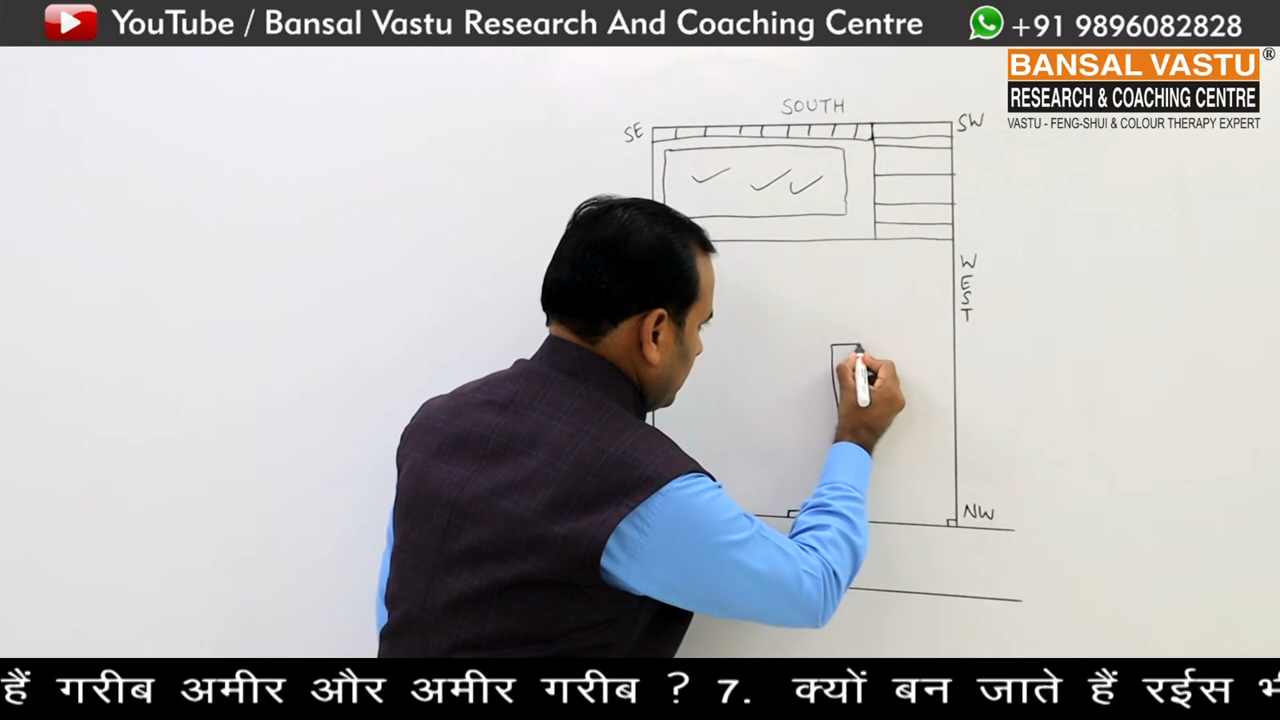 YouTube / Bansal Vastu Research And Coaching Centre
+91 9896082828
BANSAL VASTU®
RESEARCH & COACHING CENTRE
VASTU - FENG-SHUI & COLOUR THERAPY EXPERT
SOUTH
SE
SW
WEST
NW
हैं गरीब अमीर और अमीर गरीब ? 7. क्यों बन जाते हैं रईस